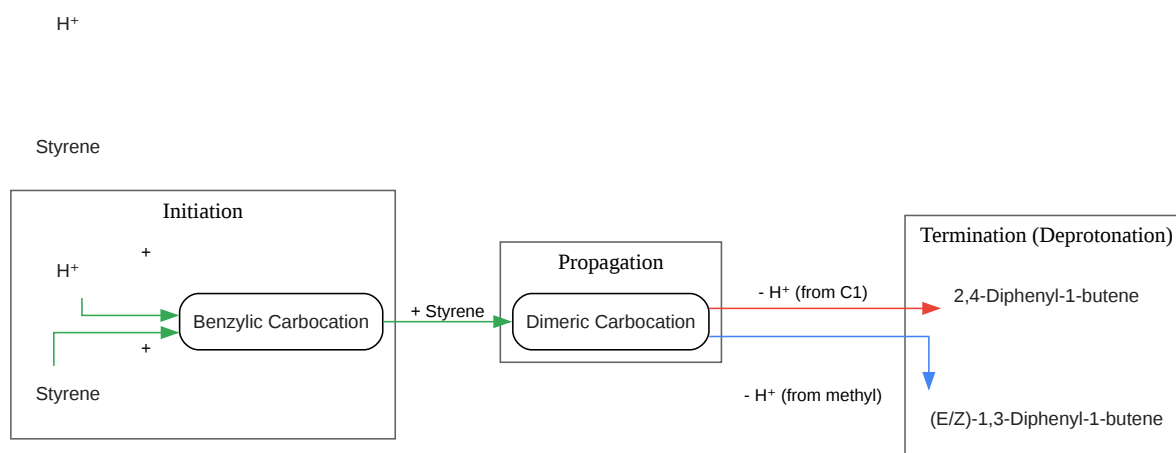 H⁺
Styrene
Initiation
+
H⁺
Benzylic Carbocation
+
Styrene
+ Styrene
Propagation
Dimeric Carbocation
- H⁺ (from C1)
- H⁺ (from methyl)
Termination (Deprotonation)
2,4-Diphenyl-1-butene
(E/Z)-1,3-Diphenyl-1-butene